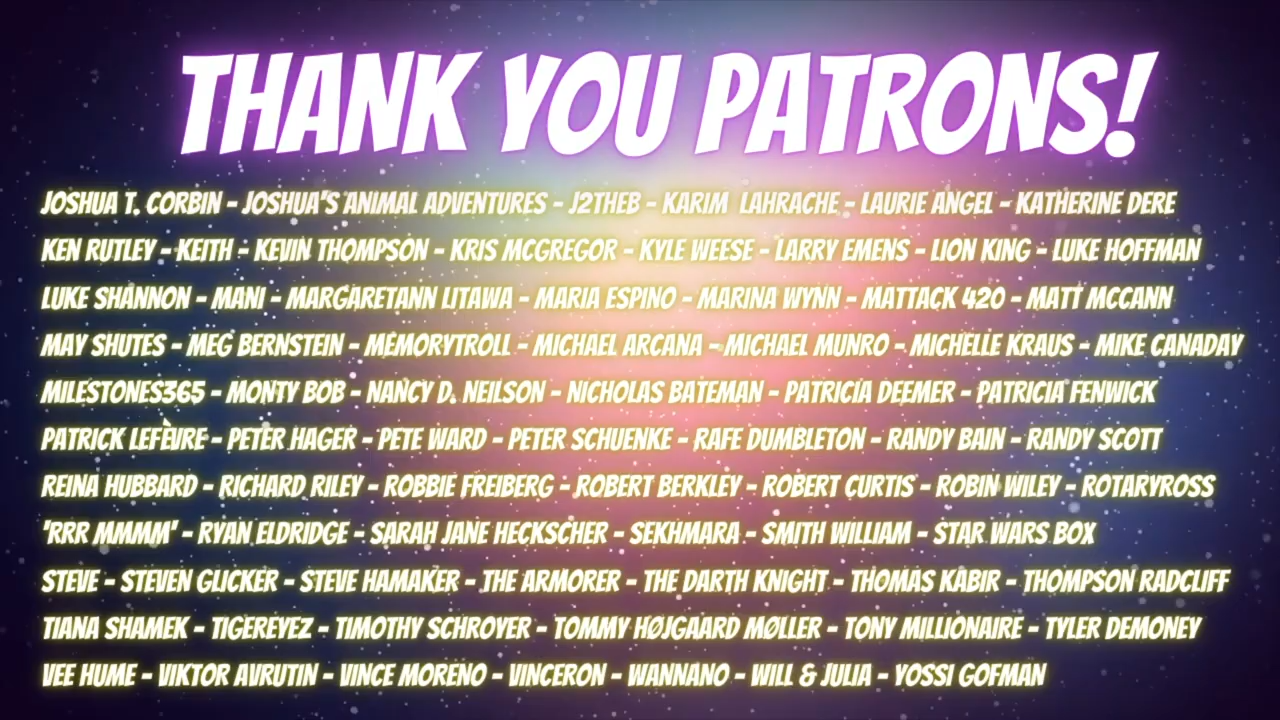 THANK YOU PATRONS!
JOSHUA T. CORBIN - JOSHUA'S ANIMAL ADVENTURES - J2THEB - KARIM LAHRACHE - LAURIE ANGEL - KATHERINE DERE
KEN RUTLEY - KEITH - KEVIN THOMPSON - KRIS MCGREGOR - KYLE WEESE - LARRY EMENS - LION KING - LUKE HOFFMAN
LUKE SHANNON - MANI - MARGARETANN LITAWA - MARIA ESPINO - MARINA WYNN - MATTACK 420 - MATT MCCANN
MAY SHUTES - MEG BERNSTEIN - MEMORYTROLL - MICHAEL ARCANA - MICHAEL MUNRO - MICHELLE KRAUS - MIKE CANADAY
MILESTONES365 - MONTY BOB - NANCY D. NEILSON - NICHOLAS BATEMAN - PATRICIA DEEMER - PATRICIA FENWICK
PATRICK LEFÈVRE - PETER HAGER - PETE WARD - PETER SCHUENKE - RAFE DUMBLETON - RANDY BAIN - RANDY SCOTT
REINA HUBBARD - RICHARD RILEY - ROBBIE FREIBERG - ROBERT BERKLEY - ROBERT CURTIS - ROBIN WILEY - ROTARYROSS
'RRR MMMM' - RYAN ELDRIDGE - SARAH JANE HECKSCHER - SEKHMARA - SMITH WILLIAM - STAR WARS BOX
STEVE - STEVEN GLICKER - STEVE HAMAKER - THE ARMORER - THE DARTH KNIGHT - THOMAS KABIR - THOMPSON RADCLIFF
TIANA SHAMEK - TIGEREYEZ - TIMOTHY SCHROYER - TOMMY HØJGAARD MØLLER - TONY MILLIONAIRE - TYLER DEMONEY
VEE HUME - VIKTOR AVRUTIN - VINCE MORENO - VINCERON - WANNANO - WILL & JULIA - YOSSI GOFMAN